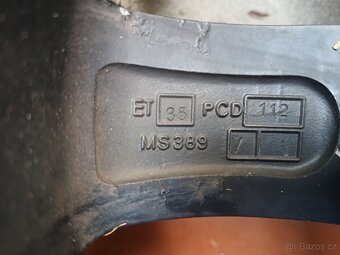 ET 35 PCD 112
MS389 /
Bazos.cz